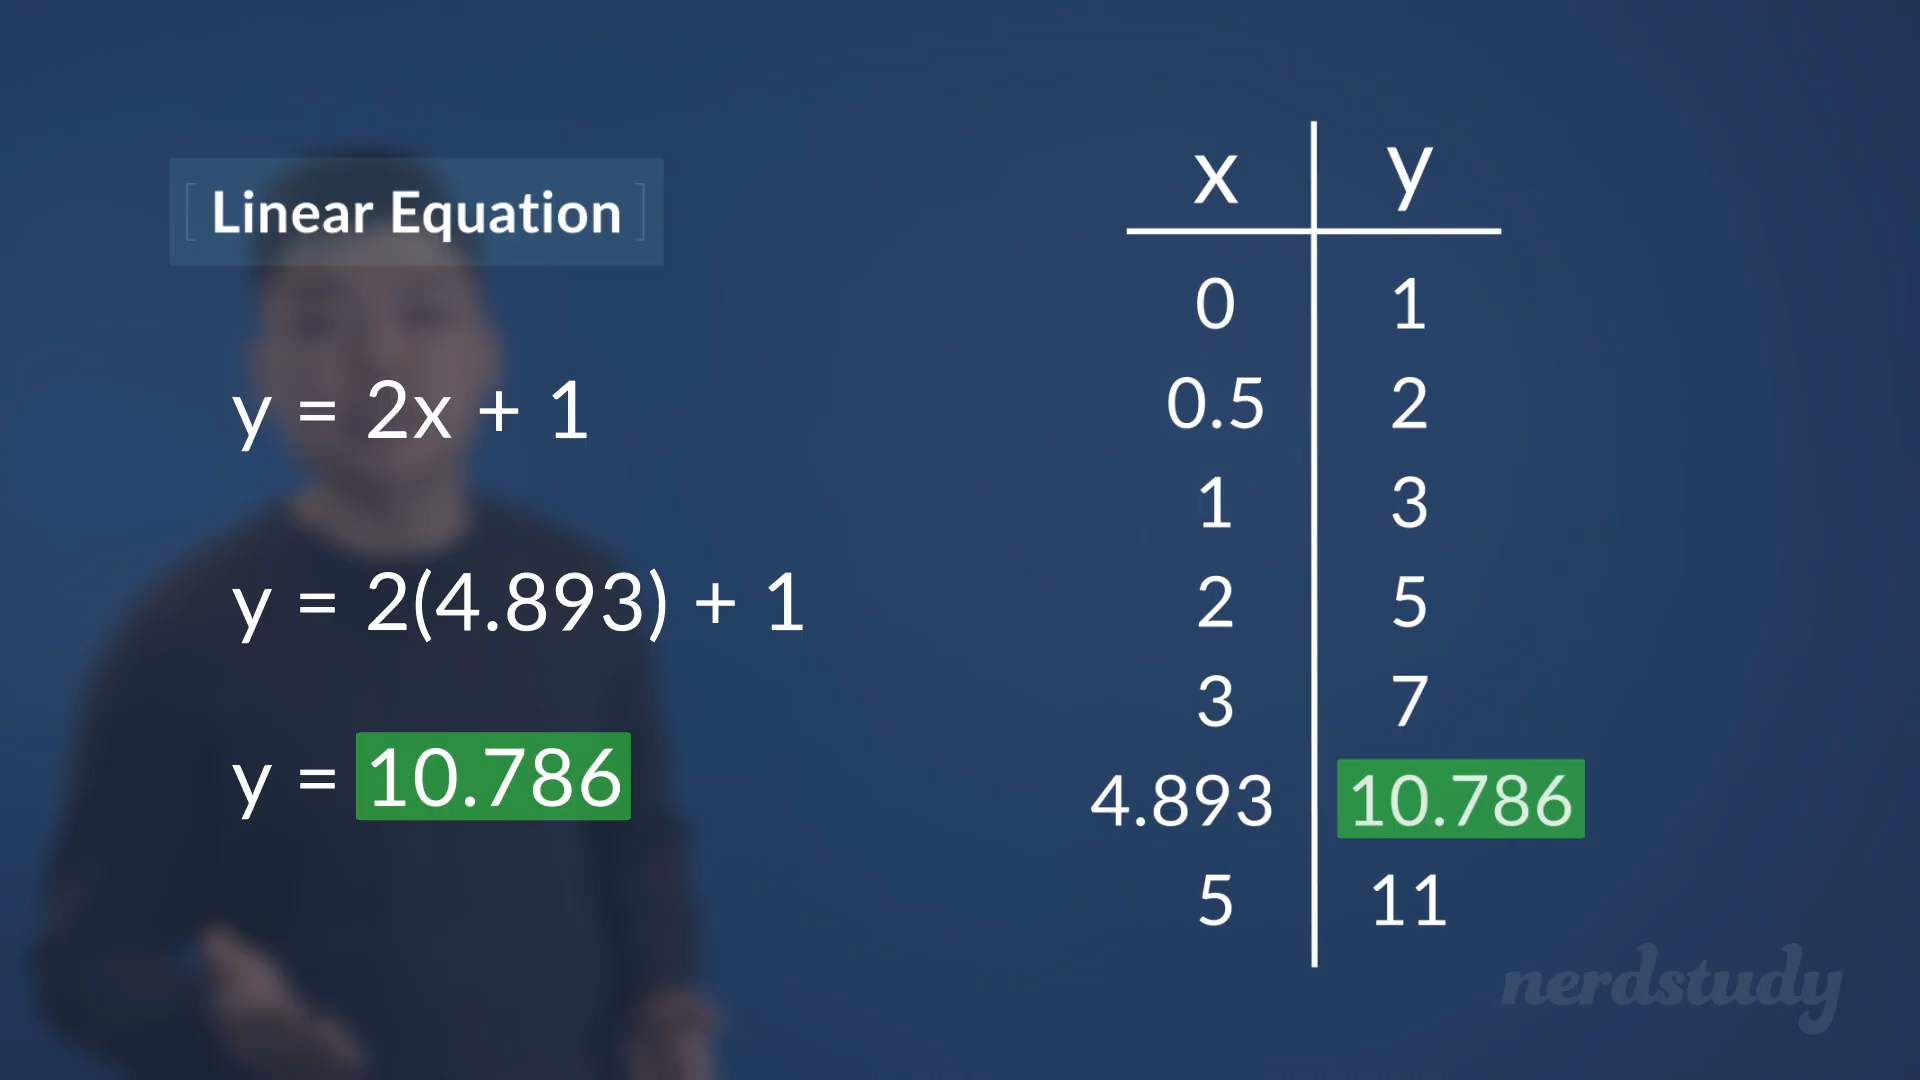 [ Linear Equation ]
y = 2x + 1
y = 2(4.893) + 1
y = 10.786
x y
0 1
0.5 2
1 3
2 5
3 7
4.893 10.786
5 11
nerdstudy